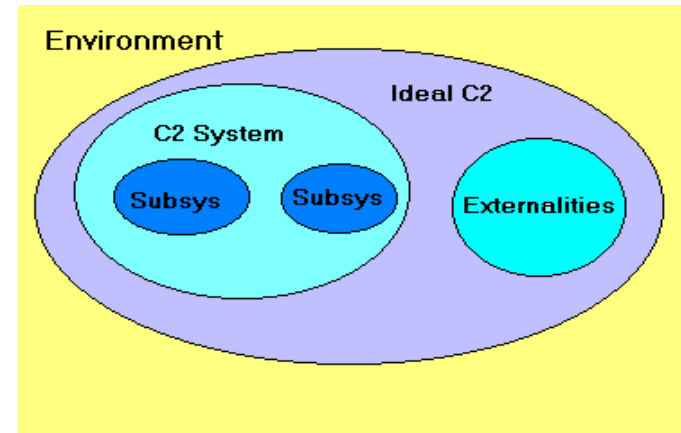 Environment
Ideal C2
C2 System
Subsys
Subsys
Externalities